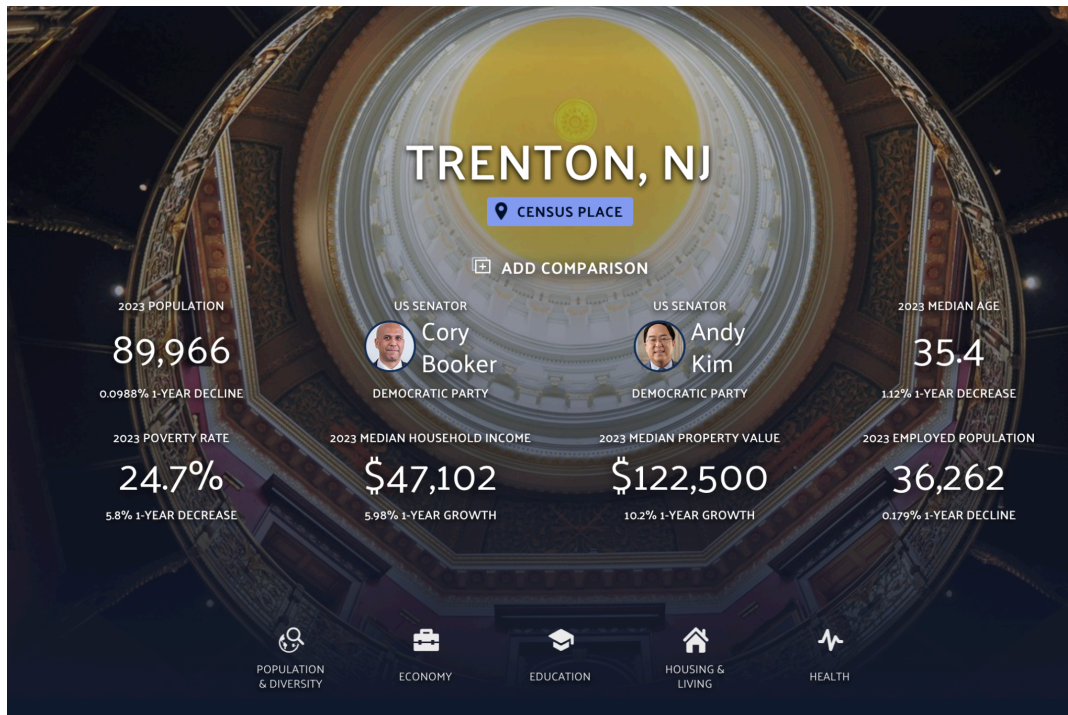 TRENTON, NJ
CENSUS PLACE
ADD COMPARISON
2023 POPULATION
89,966
0.0988% 1-YEAR DECLINE
US SENATOR
Cory
Booker
DEMOCRATIC PARTY
US SENATOR
Andy
Kim
DEMOCRATIC PARTY
2023 MEDIAN AGE
35.4
1.12% 1-YEAR DECREASE
2023 POVERTY RATE
24.7%
5.8% 1-YEAR DECREASE
2023 MEDIAN HOUSEHOLD INCOME
$47,102
5.98% 1-YEAR GROWTH
2023 MEDIAN PROPERTY VALUE
$122,500
10.2% 1-YEAR GROWTH
2023 EMPLOYED POPULATION
36,262
0.179% 1-YEAR DECLINE
POPULATION
& DIVERSITY
ECONOMY
EDUCATION
HOUSING &
LIVING
HEALTH